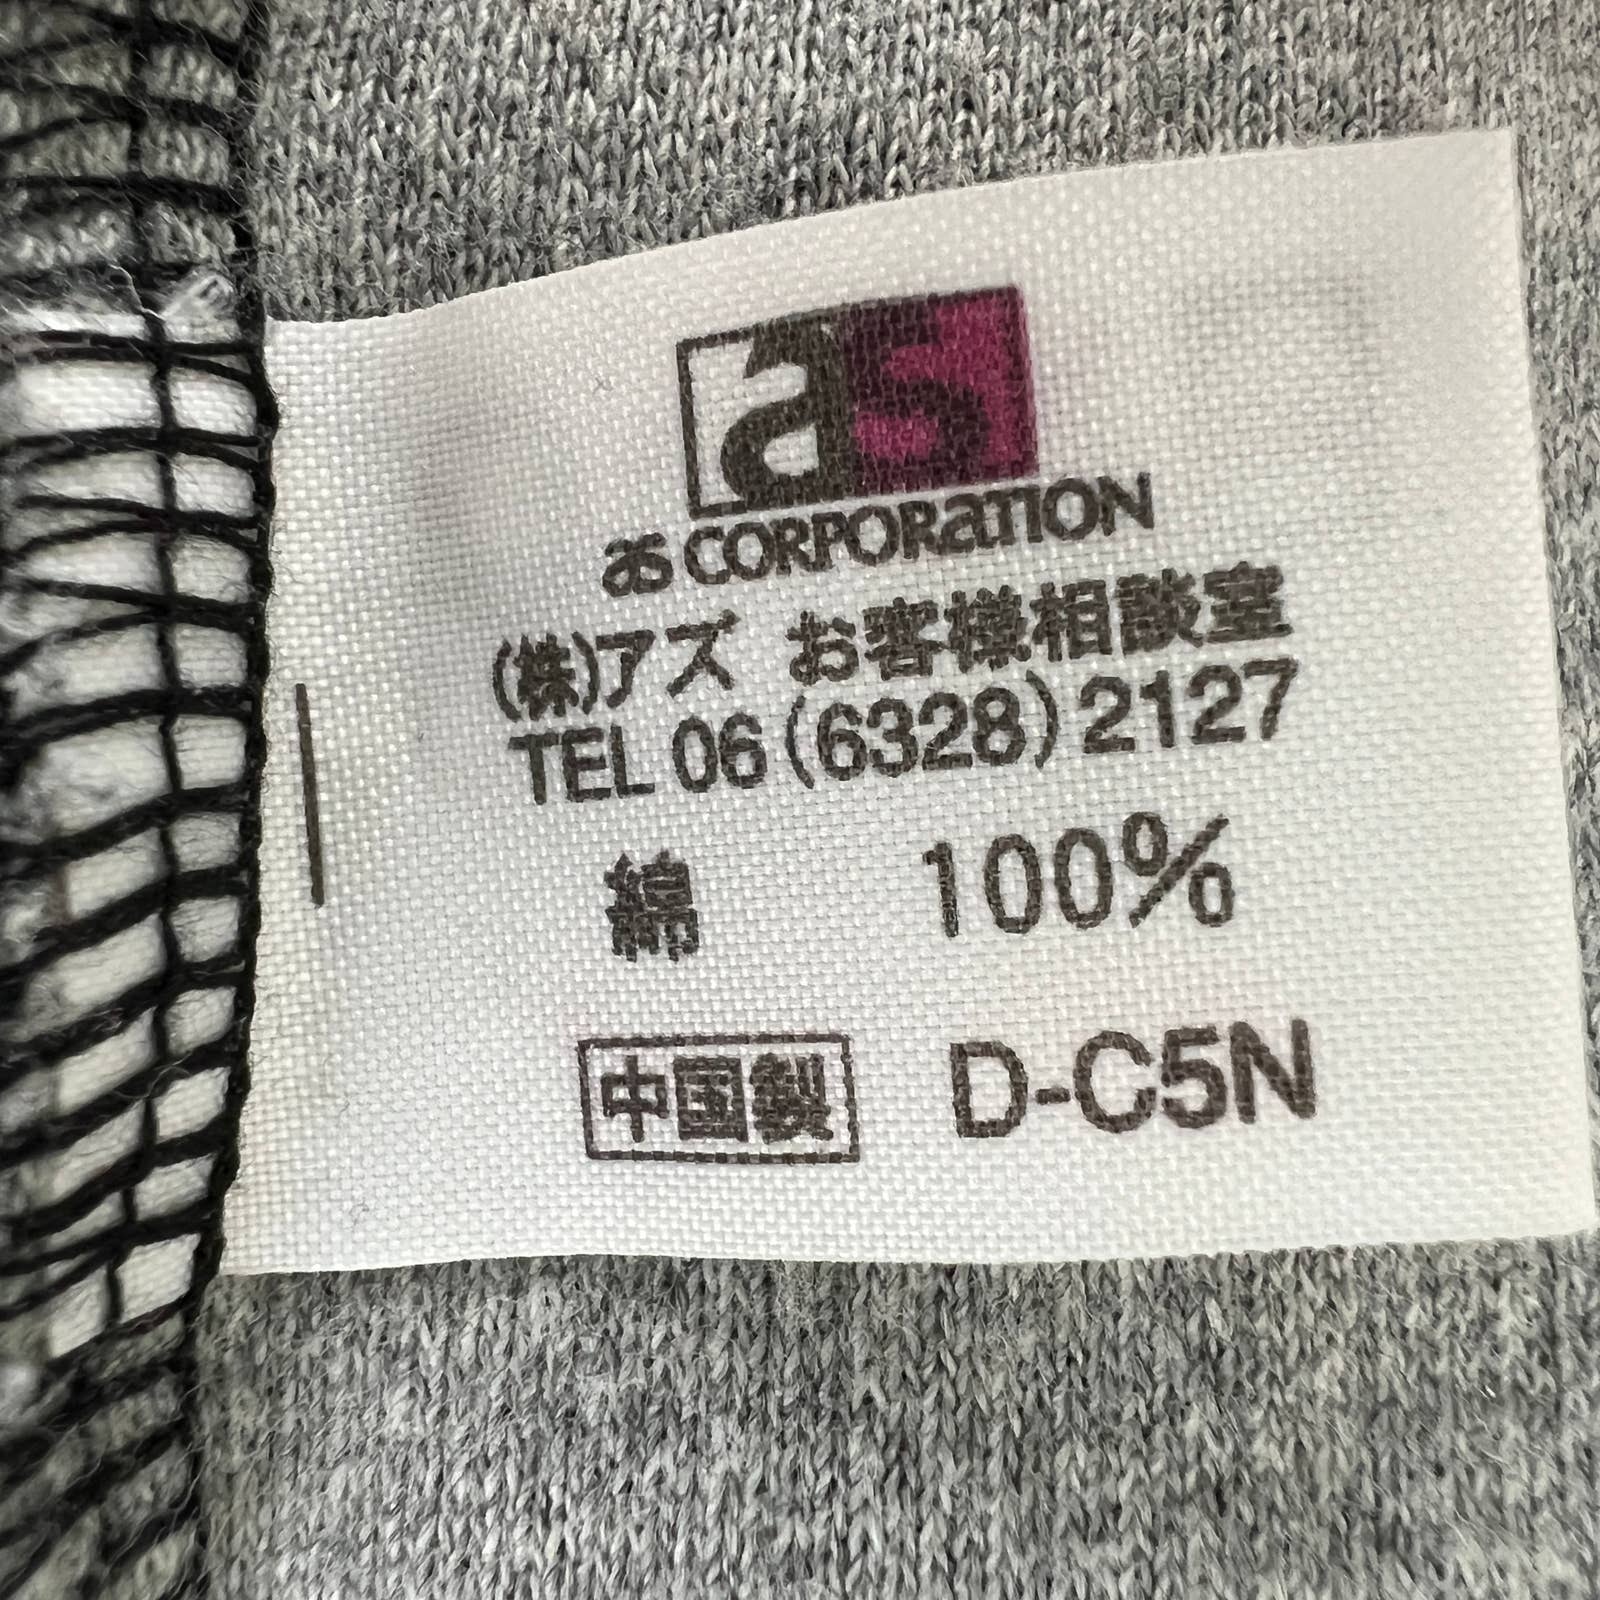 as
as CORPORaTION
(株)アズ お客様相談室
TEL 06(6328)2127
綿 100%
中国製 D-C5N